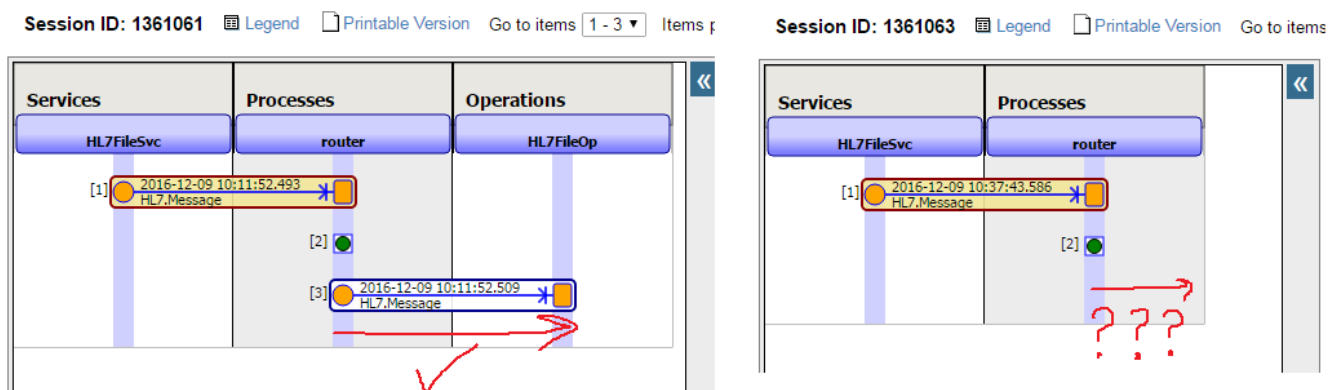 Session ID: 1361061 Legend Printable Version Go to items 1 - 3 ▼ Items p
Services Processes Operations
HL7FileSvc router HL7FileOp
[1] 2016-12-09 10:11:52.493
HL7.Message
[2]
[3] 2016-12-09 10:11:52.509
HL7.Message
Session ID: 1361063 Legend Printable Version Go to items
«
Services Processes
HL7FileSvc router
[1] 2016-12-09 10:37:43.586
HL7.Message
[2]
???